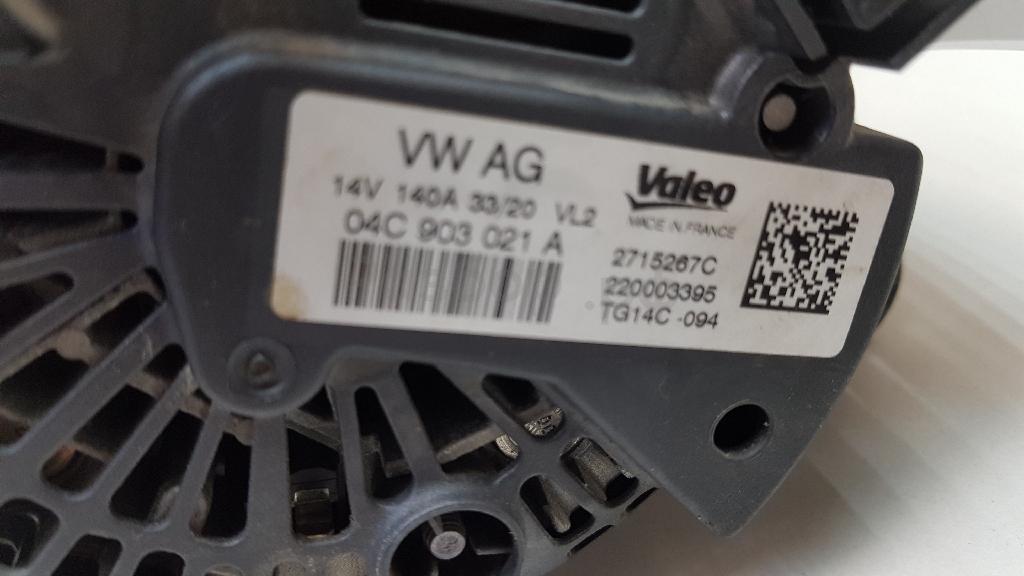 VW AG
14V 140A 33/20 VL2
04C 903 021 A
Valeo
MADE IN FRANCE
2715267C
220003395
TG14C -094